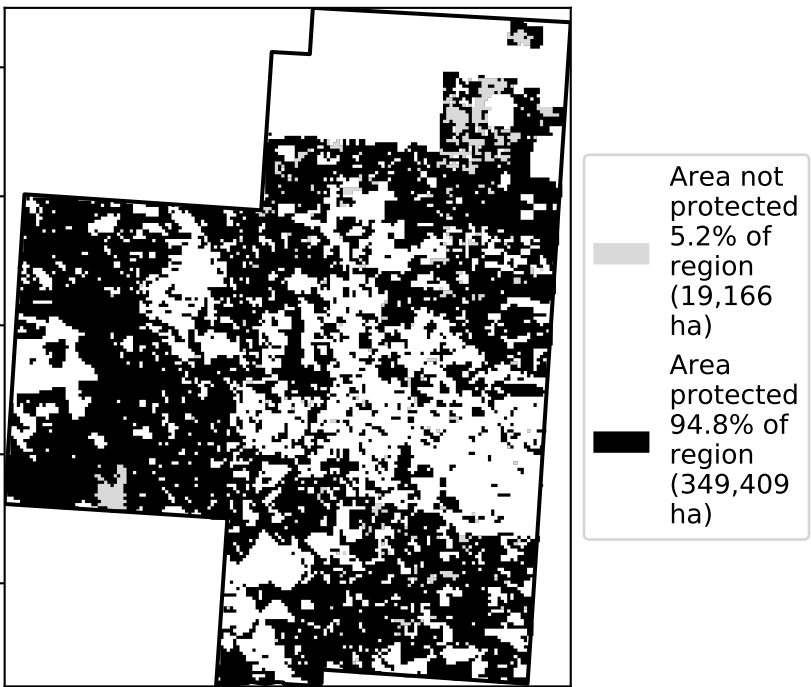 Area not
protected
5.2% of
region
(19,166
ha)
Area
protected
94.8% of
region
(349,409
ha)